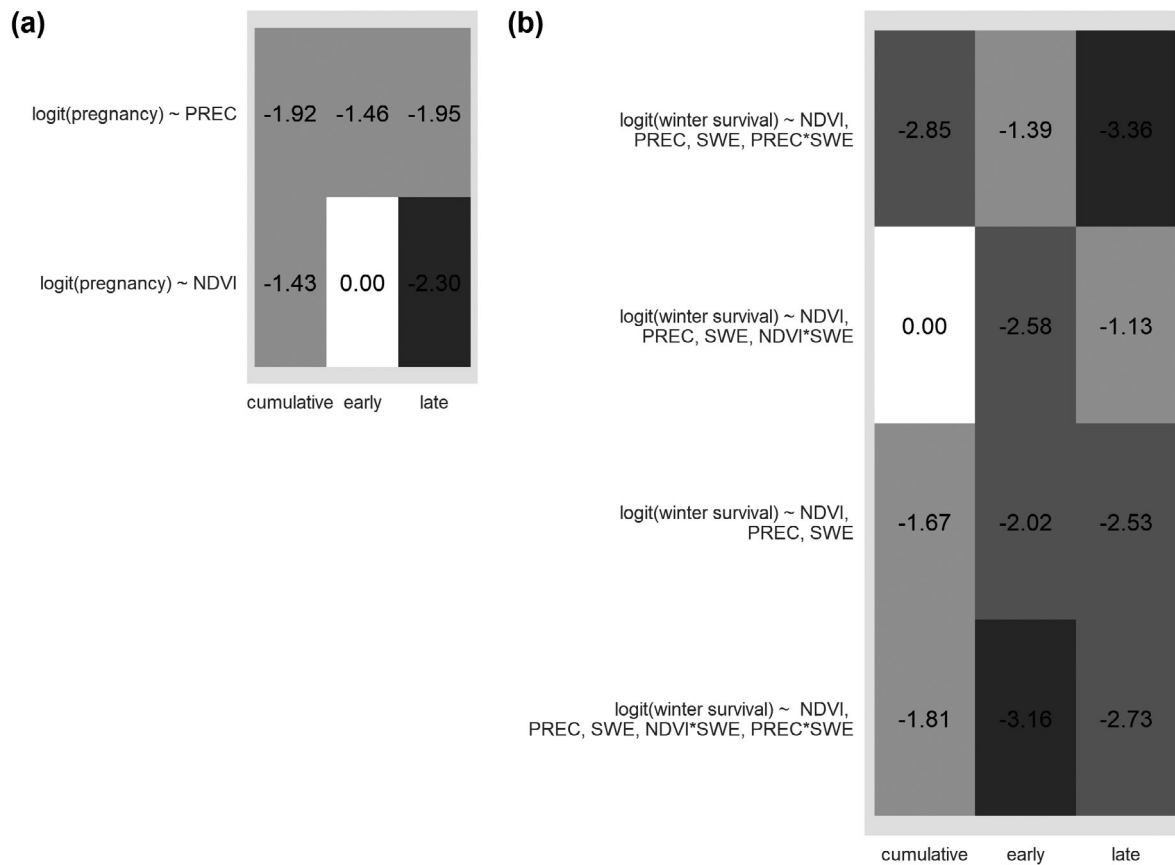 (a)
logit(pregnancy) ~ PREC
-1.92 -1.46 -1.95
logit(pregnancy) ~ NDVI
-1.43 0.00 -2.30
cumulative early late
(b)
logit(winter survival) ~ NDVI,
PREC, SWE, PREC*SWE
-2.85 -1.39 -3.36
logit(winter survival) ~ NDVI,
PREC, SWE, NDVI*SWE
0.00 -2.58 -1.13
logit(winter survival) ~ NDVI,
PREC, SWE
-1.67 -2.02 -2.53
logit(winter survival) ~ NDVI,
PREC, SWE, NDVI*SWE, PREC*SWE
-1.81 -3.16 -2.73
cumulative early late